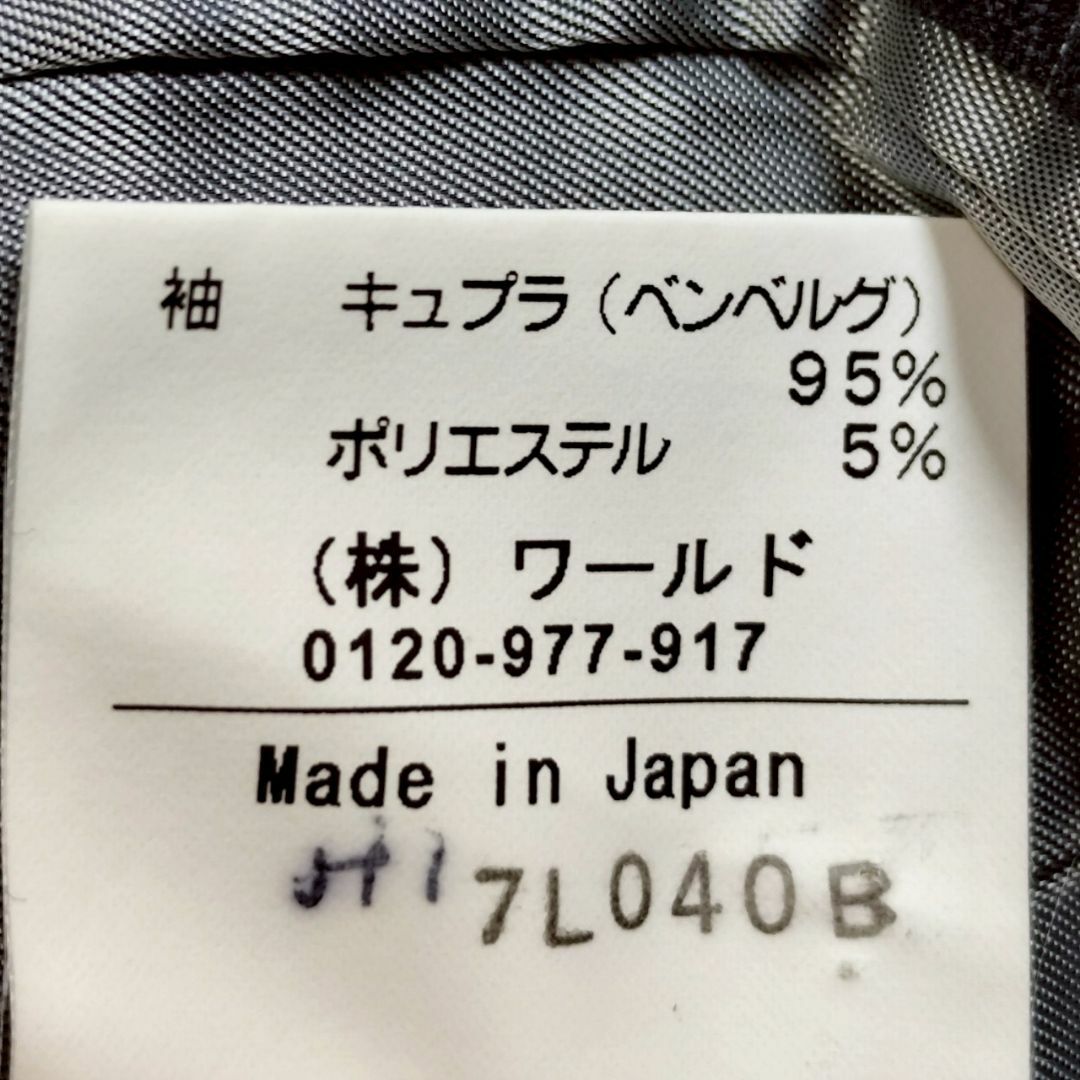 袖 キュプラ(ベンベルグ)
95%
ポリエステル 5%
(株)ワールド
0120-977-917
Made in Japan
7L040B